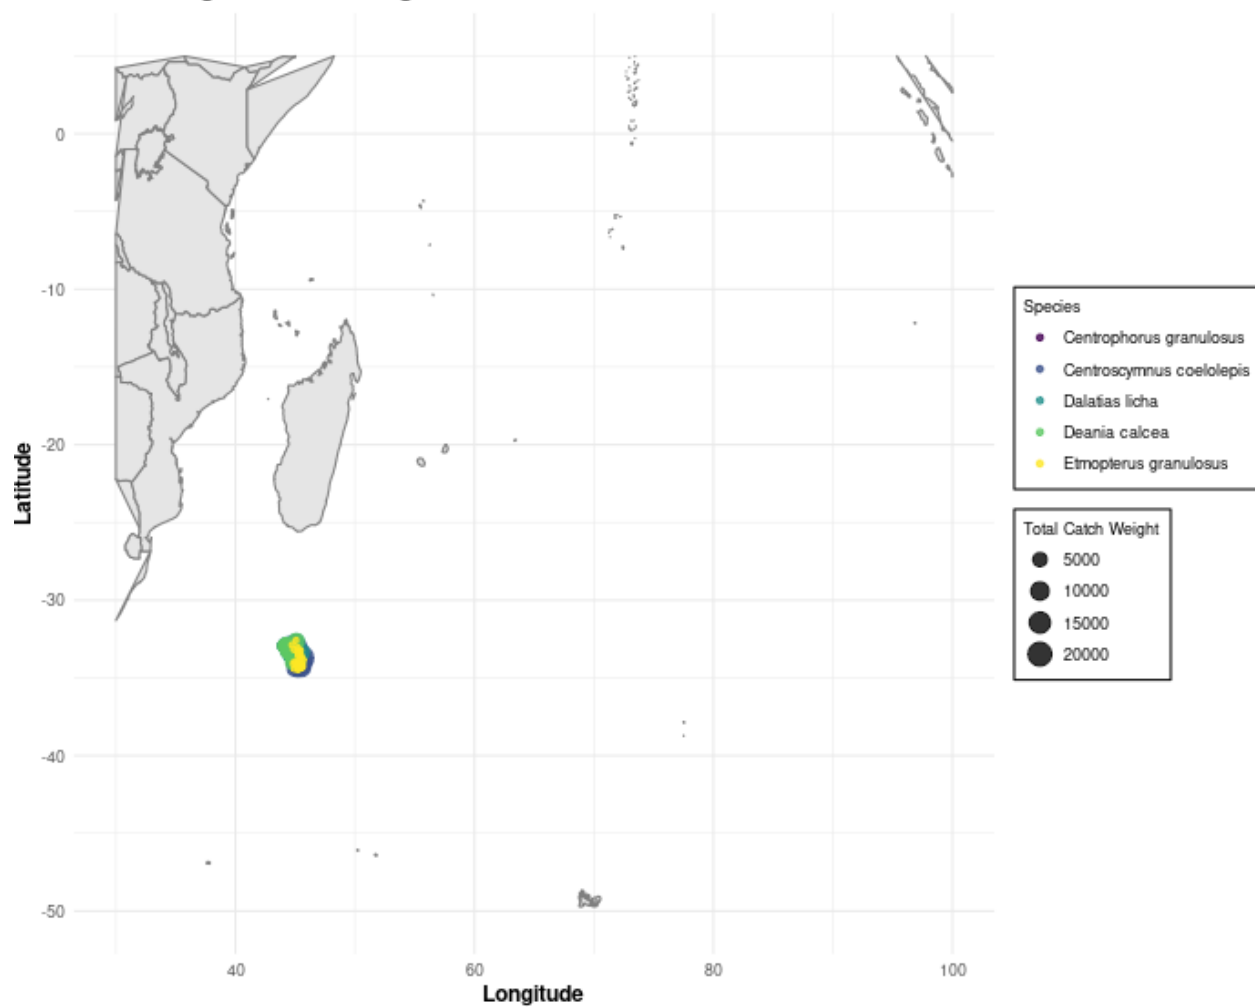 0
-10
-20
-30
-40
-50
Latitude
40
60
80
100
Longitude
Species
Centrophorus granulosus
Centroscymnus coelolepis
Dalatias licha
Deania calcea
Etmopterus granulosus
Total Catch Weight
5000
10000
15000
20000